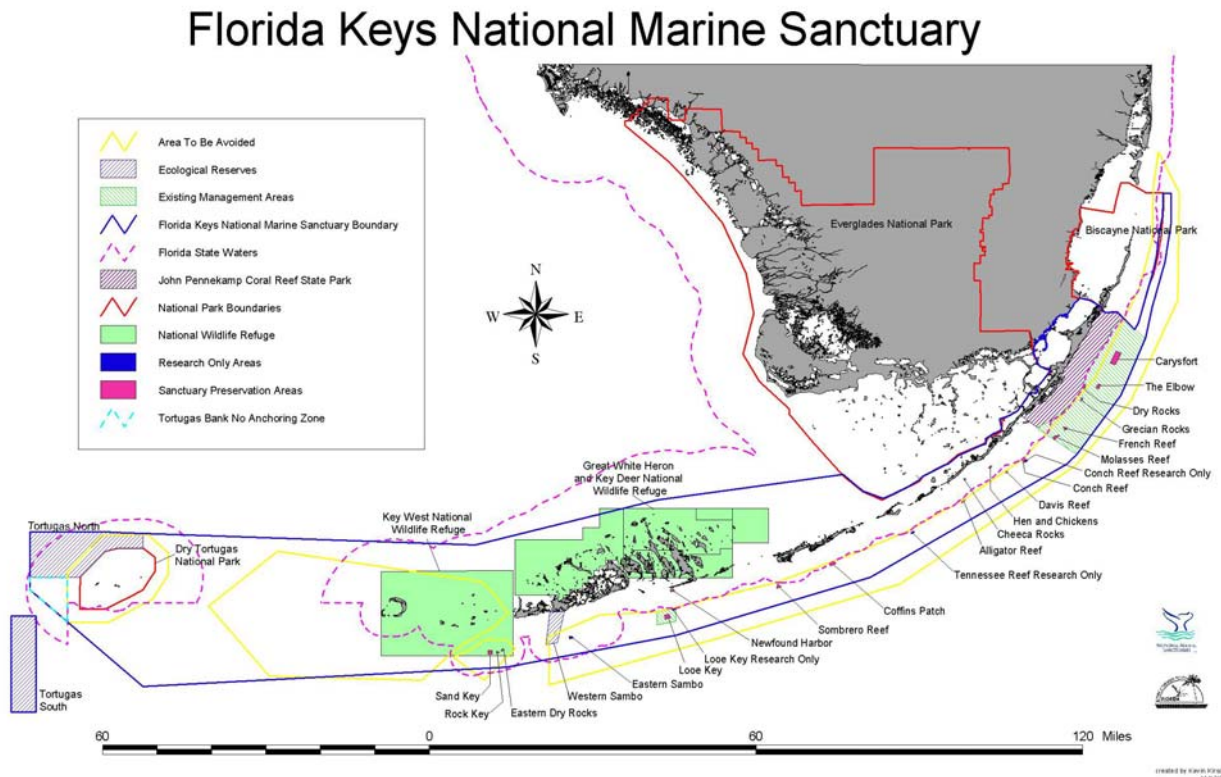 Florida Keys National Marine Sanctuary
Area To Be Avoided
Ecological Reserves
Existing Management Areas
Florida Keys National Marine Sanctuary Boundary
Florida State Waters
John Pennekamp Coral Reef State Park
National Park Boundaries
National Wildlife Refuge
Research Only Areas
Sanctuary Preservation Areas
Tortugas Bank No Anchoring Zone
N
W
E
S
Everglades National Park
Biscayne National Park
Carysfort
The Elbow
Dry Rocks
Grecian Rocks
French Reef
Molasses Reef
Conch Reef Research Only
Conch Reef
Davis Reef
Hen and Chickens
Cheeca Rocks
Alligator Reef
Tennessee Reef Research Only
Coffins Patch
Sombrero Reef
Newfound Harbor
Looe Key Research Only
Looe Key
Eastern Sambo
Western Sambo
Eastern Dry Rocks
Rock Key
Sand Key
Great White Heron
and Key Deer National
Wildlife Refuge
Key West National
Wildlife Refuge
Tortugas North
Dry Tortugas
National Park
Tortugas
South
60
0
60
120 Miles
created by Kevin